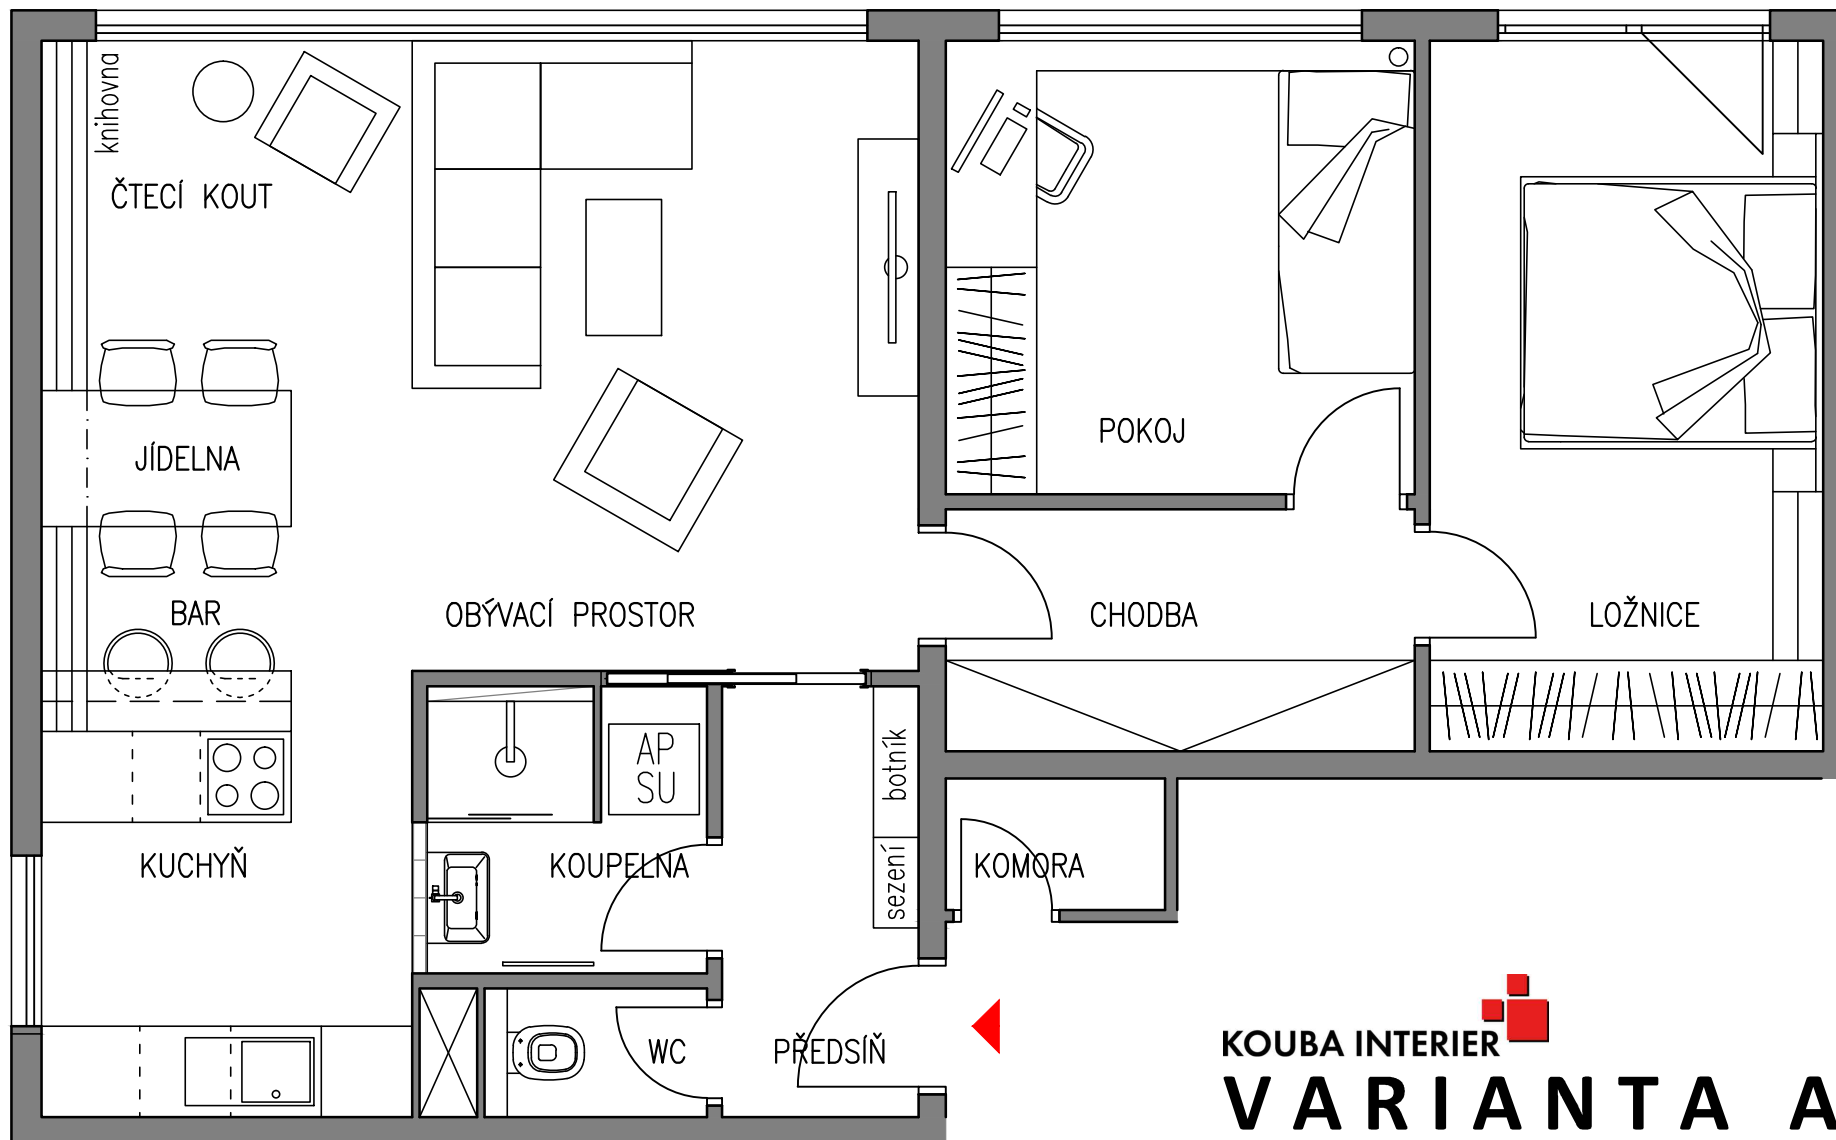 knihovna
ČTECÍ KOUT
JÍDELNA
BAR
OBÝVACÍ PROSTOR
POKOJ
CHODBA
LOŽNICE
AP
SU
botník
sezení
KUCHYŇ
KOUPELNA
KOMORA
WC
PŘEDSÍŇ
KOUBA INTERIER
VARIANTA A